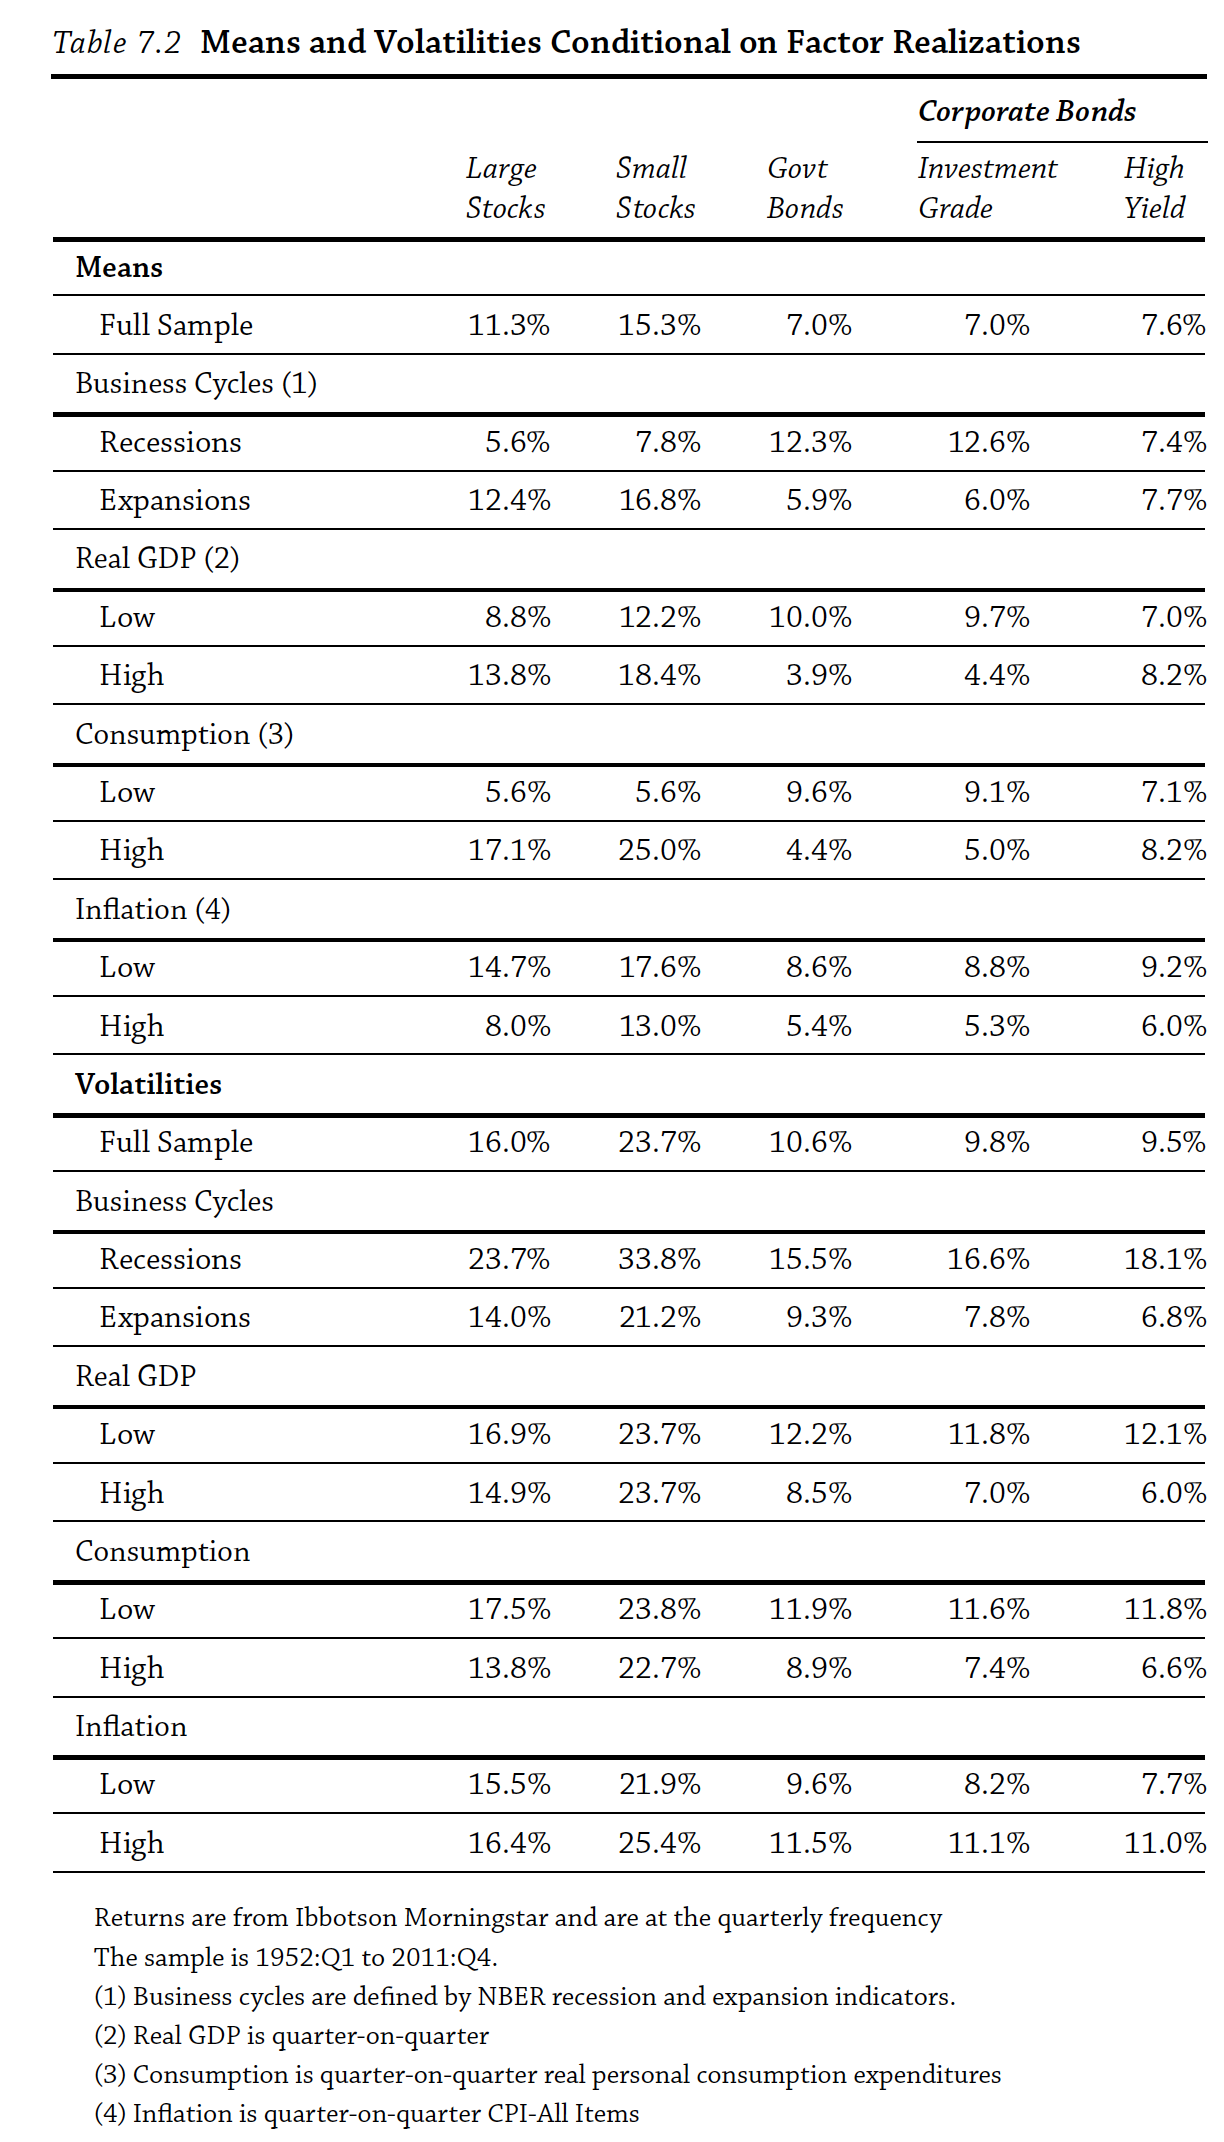 Table 7.2 Means and Volatilities Conditional on Factor Realizations
Corporate Bonds
Large Stocks Small Stocks Govt Bonds Investment Grade High Yield
Means
Full Sample 11.3% 15.3% 7.0% 7.0% 7.6%
Business Cycles (1)
Recessions 5.6% 7.8% 12.3% 12.6% 7.4%
Expansions 12.4% 16.8% 5.9% 6.0% 7.7%
Real GDP (2)
Low 8.8% 12.2% 10.0% 9.7% 7.0%
High 13.8% 18.4% 3.9% 4.4% 8.2%
Consumption (3)
Low 5.6% 5.6% 9.6% 9.1% 7.1%
High 17.1% 25.0% 4.4% 5.0% 8.2%
Inflation (4)
Low 14.7% 17.6% 8.6% 8.8% 9.2%
High 8.0% 13.0% 5.4% 5.3% 6.0%
Volatilities
Full Sample 16.0% 23.7% 10.6% 9.8% 9.5%
Business Cycles
Recessions 23.7% 33.8% 15.5% 16.6% 18.1%
Expansions 14.0% 21.2% 9.3% 7.8% 6.8%
Real GDP
Low 16.9% 23.7% 12.2% 11.8% 12.1%
High 14.9% 23.7% 8.5% 7.0% 6.0%
Consumption
Low 17.5% 23.8% 11.9% 11.6% 11.8%
High 13.8% 22.7% 8.9% 7.4% 6.6%
Inflation
Low 15.5% 21.9% 9.6% 8.2% 7.7%
High 16.4% 25.4% 11.5% 11.1% 11.0%
Returns are from Ibbotson Morningstar and are at the quarterly frequency
The sample is 1952:Q1 to 2011:Q4.
(1) Business cycles are defined by NBER recession and expansion indicators.
(2) Real GDP is quarter-on-quarter
(3) Consumption is quarter-on-quarter real personal consumption expenditures
(4) Inflation is quarter-on-quarter CPI-All Items